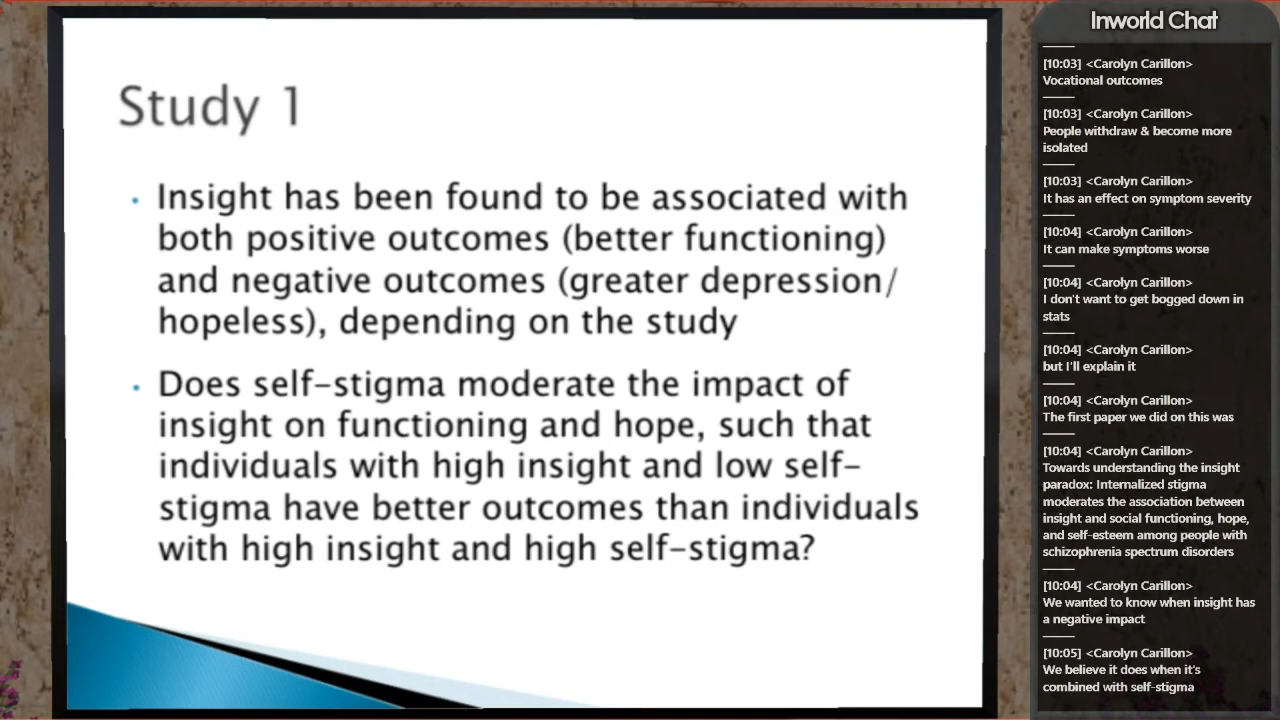 Study 1
Insight has been found to be associated with
both positive outcomes (better functioning)
and negative outcomes (greater depression/
hopeless), depending on the study
Does self-stigma moderate the impact of
insight on functioning and hope, such that
individuals with high insight and low self-
stigma have better outcomes than individuals
with high insight and high self-stigma?
Inworld Chat
[10:03] <Carolyn Carillon>
Vocational outcomes
[10:03] <Carolyn Carillon>
People withdraw & become more
isolated
[10:03] <Carolyn Carillon>
It has an effect on symptom severity
[10:04] <Carolyn Carillon>
It can make symptoms worse
[10:04] <Carolyn Carillon>
I don't want to get bogged down in
stats
[10:04] <Carolyn Carillon>
but I'll explain it
[10:04] <Carolyn Carillon>
The first paper we did on this was
[10:04] <Carolyn Carillon>
Towards understanding the insight
paradox: Internalized stigma
moderates the association between
insight and social functioning, hope,
and self-esteem among people with
schizophrenia spectrum disorders
[10:04] <Carolyn Carillon>
We wanted to know when insight has
a negative impact
[10:05] <Carolyn Carillon>
We believe it does when it's
combined with self-stigma